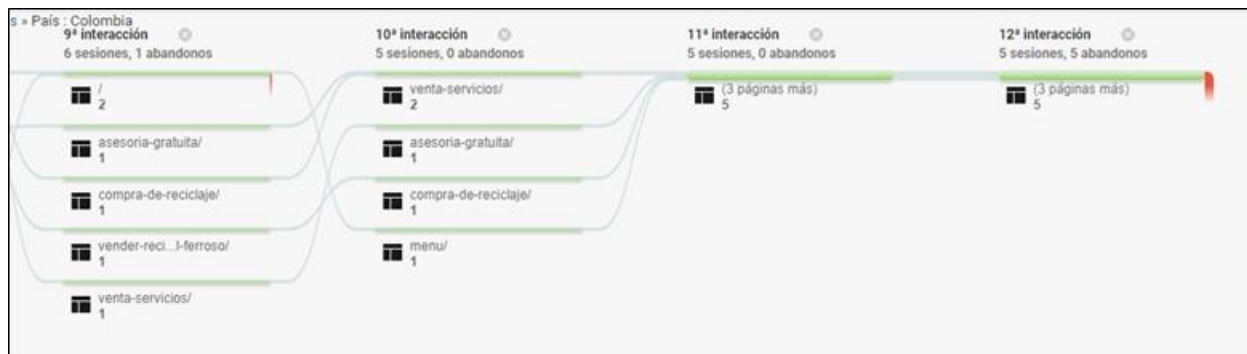 s » País : Colombia
9ª interacción
6 sesiones, 1 abandonos
/
2
asesoria-gratuita/
1
compra-de-reciclaje/
1
vender-reci...l-ferroso/
1
venta-servicios/
1
10ª interacción
5 sesiones, 0 abandonos
venta-servicios/
2
asesoria-gratuita/
1
compra-de-reciclaje/
1
menu/
1
11ª interacción
5 sesiones, 0 abandonos
(3 páginas más)
5
12ª interacción
5 sesiones, 5 abandonos
(3 páginas más)
5